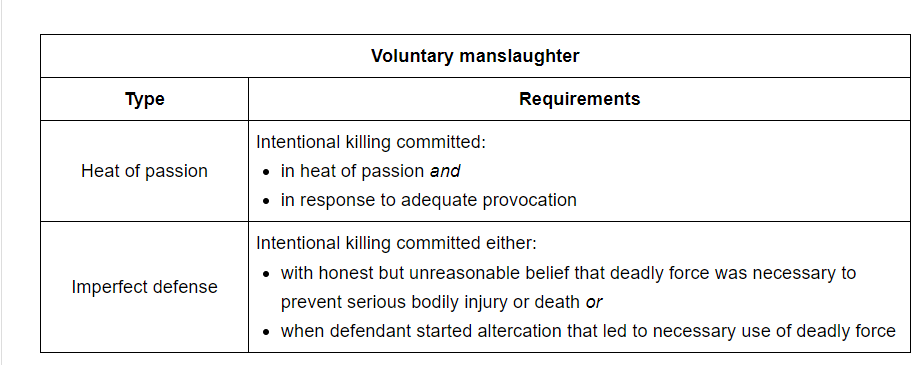 Voluntary manslaughter
Type
Requirements
Heat of passion
Intentional killing committed:
• in heat of passion and
• in response to adequate provocation
Imperfect defense
Intentional killing committed either:
• with honest but unreasonable belief that deadly force was necessary to
prevent serious bodily injury or death or
• when defendant started altercation that led to necessary use of deadly force